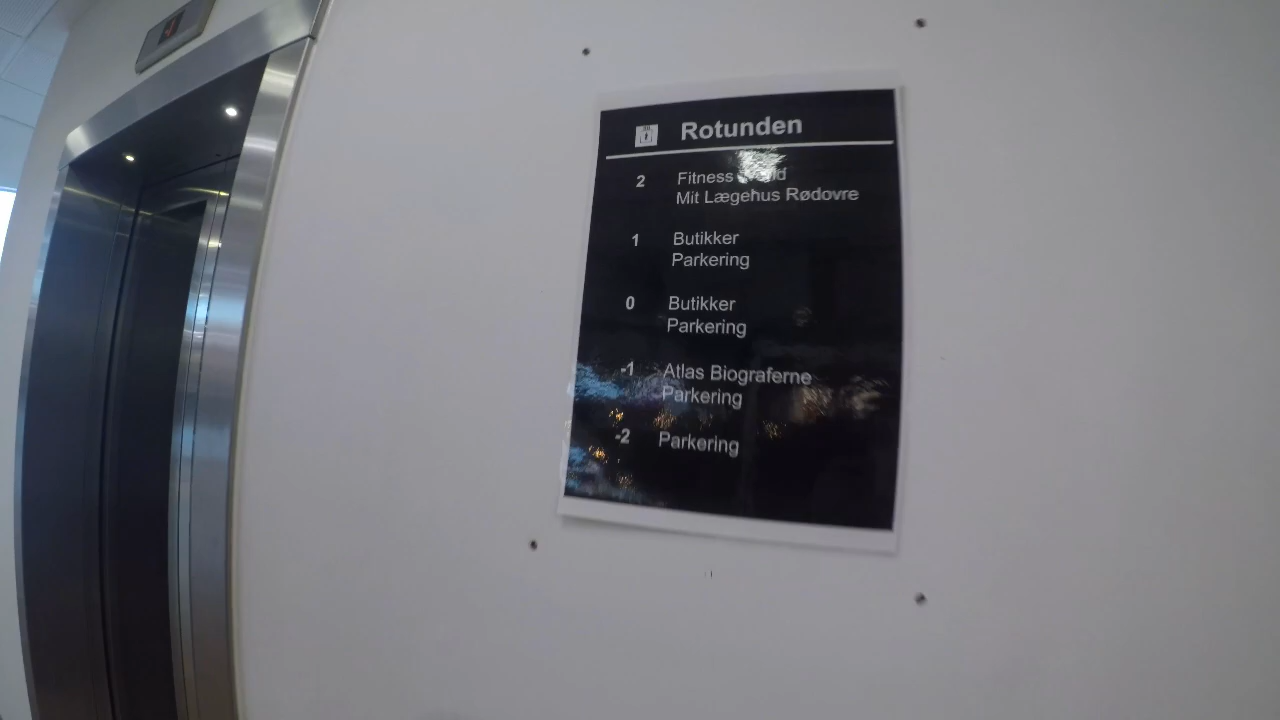 Rotunden
2 Fitness
Mit Lægehus Rødovre
1 Butikker
Parkering
0 Butikker
Parkering
-1 Atlas Biograferne
Parkering
-2 Parkering